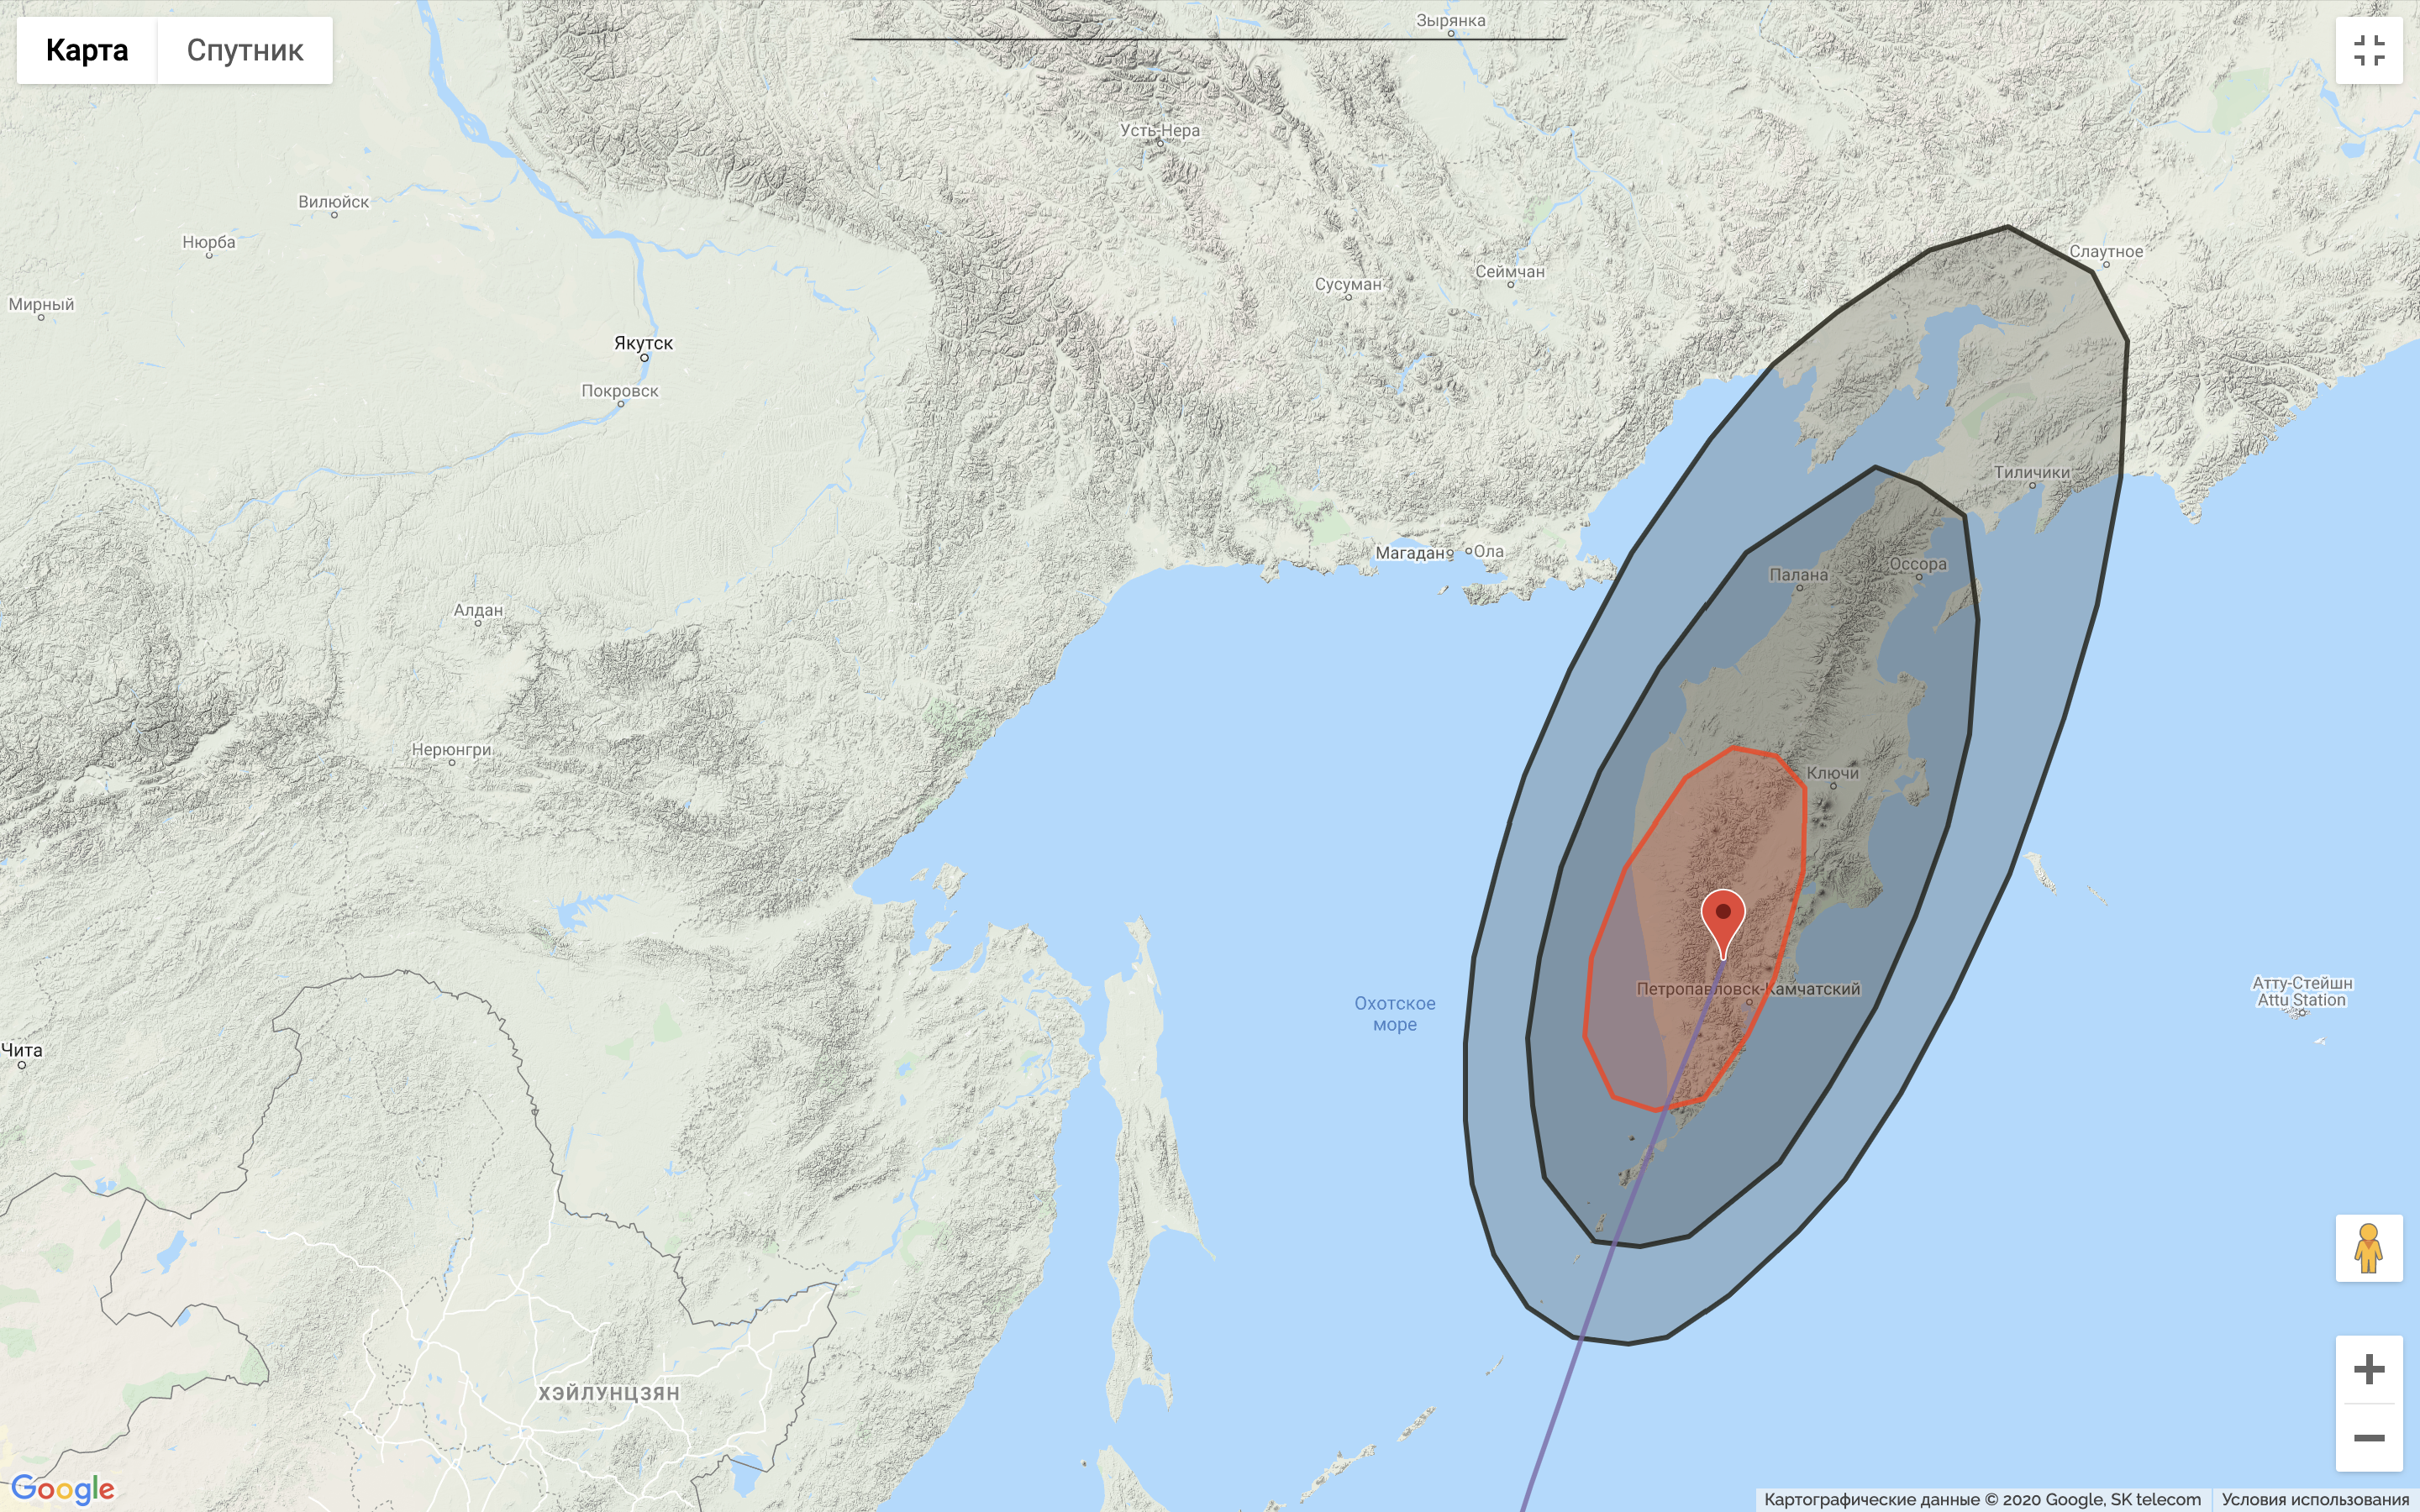 Карта
Спутник
Зырянка
Усть-Нера
Вилюйск
Нюрба
Слаутное
Сеймчан
Сусуман
Мирный
Якутск
Покровск
Тиличики
Магадан
Ола
Оссора
Палана
Алдан
Нерюнгри
Ключи
Петропавловск-Камчатский
Атту-Стейшн
Attu Station
Охотское
море
Чита
ХЭЙЛУНЦЗЯН
Google
Картографические данные © 2020 Google, SK telecom
Условия использования